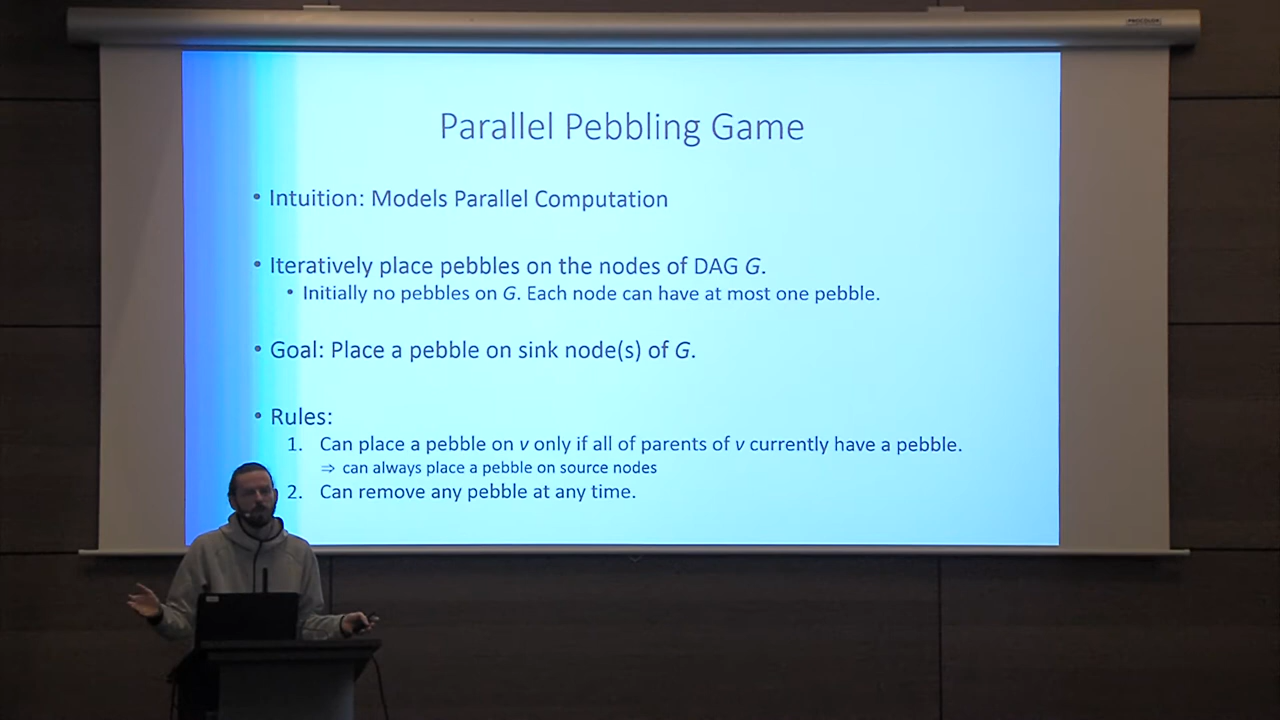 PROCOLOR
Parallel Pebbling Game
• Intuition: Models Parallel Computation
• Iteratively place pebbles on the nodes of DAG G.
• Initially no pebbles on G. Each node can have at most one pebble.
• Goal: Place a pebble on sink node(s) of G.
• Rules:
1. Can place a pebble on v only if all of parents of v currently have a pebble.
⇒ can always place a pebble on source nodes
2. Can remove any pebble at any time.